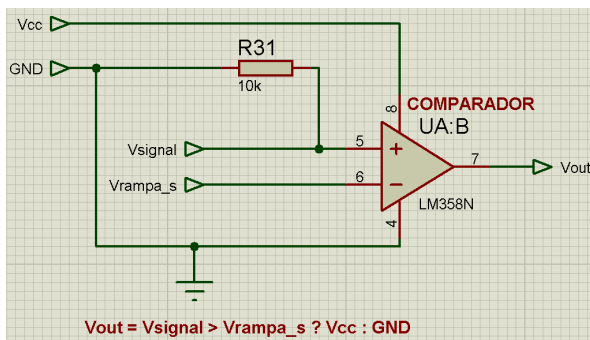 Vcc
R31
GND
10k
8
COMPARADOR
UA:B
Vsignal
5
+
7
Vout
Vrampa_s
6
−
LM358N
4
Vout = Vsignal > Vrampa_s ? Vcc : GND